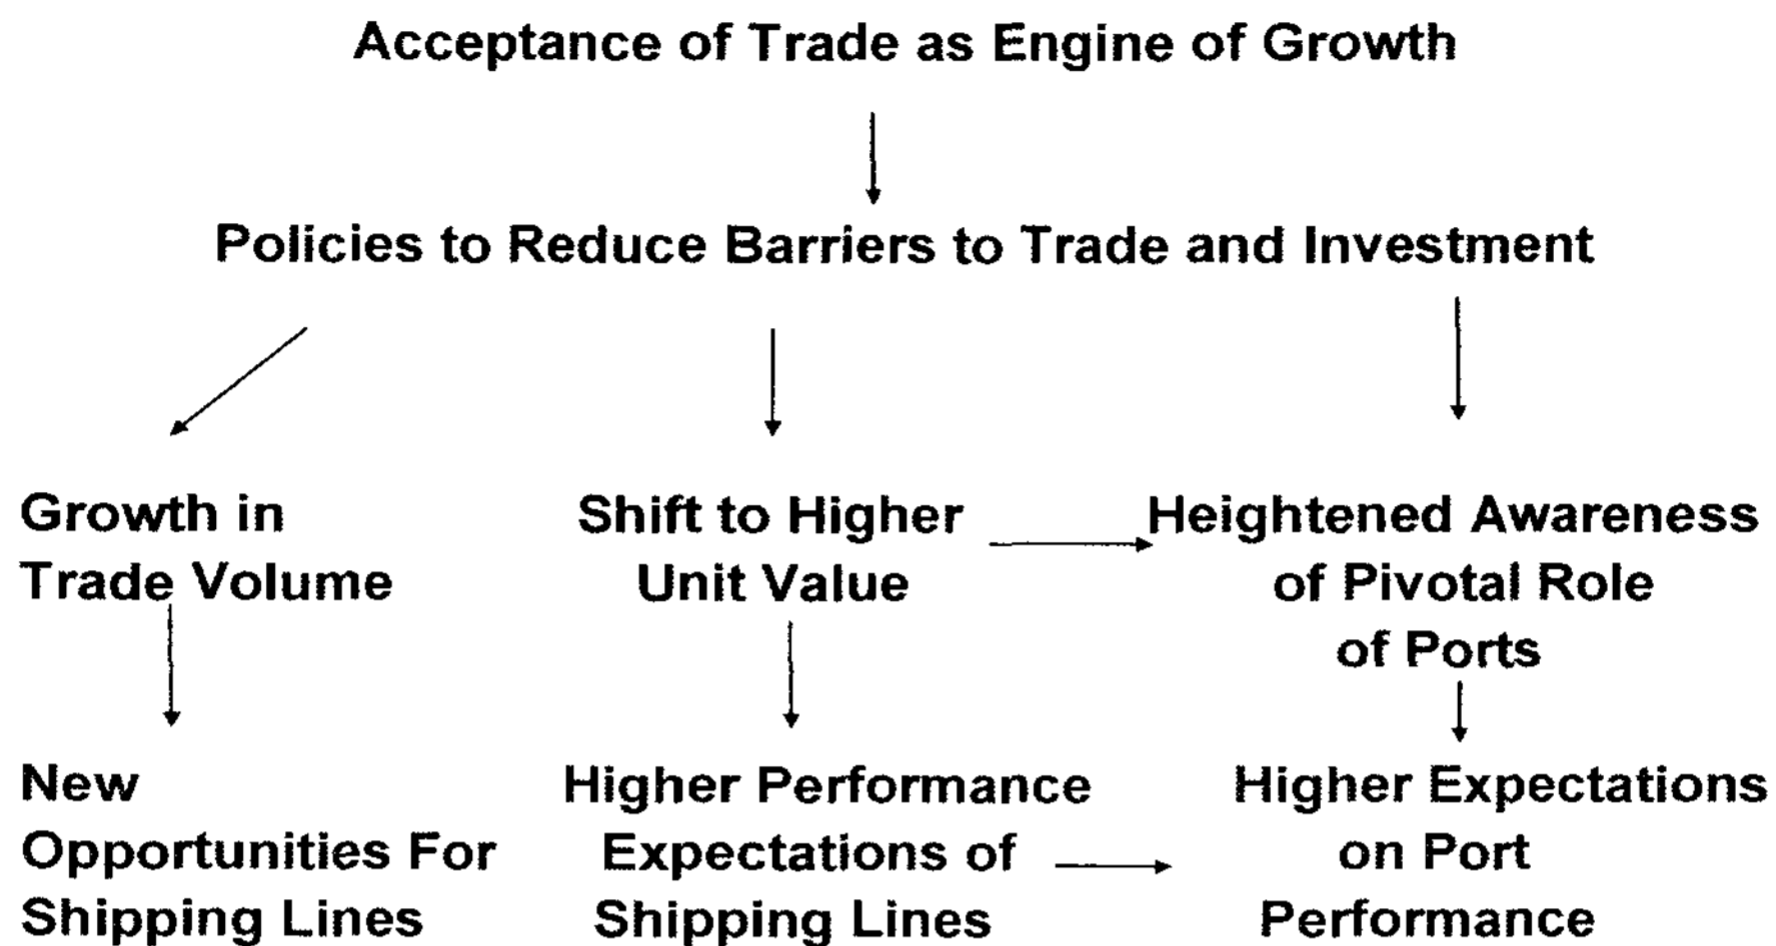 Acceptance of Trade as Engine of Growth
Policies to Reduce Barriers to Trade and Investment
Growth in
Trade Volume
Shift to Higher
Unit Value
Heightened Awareness
of Pivotal Role
of Ports
New
Opportunities For
Shipping Lines
Higher Performance
Expectations of
Shipping Lines
Higher Expectations
on Port
Performance